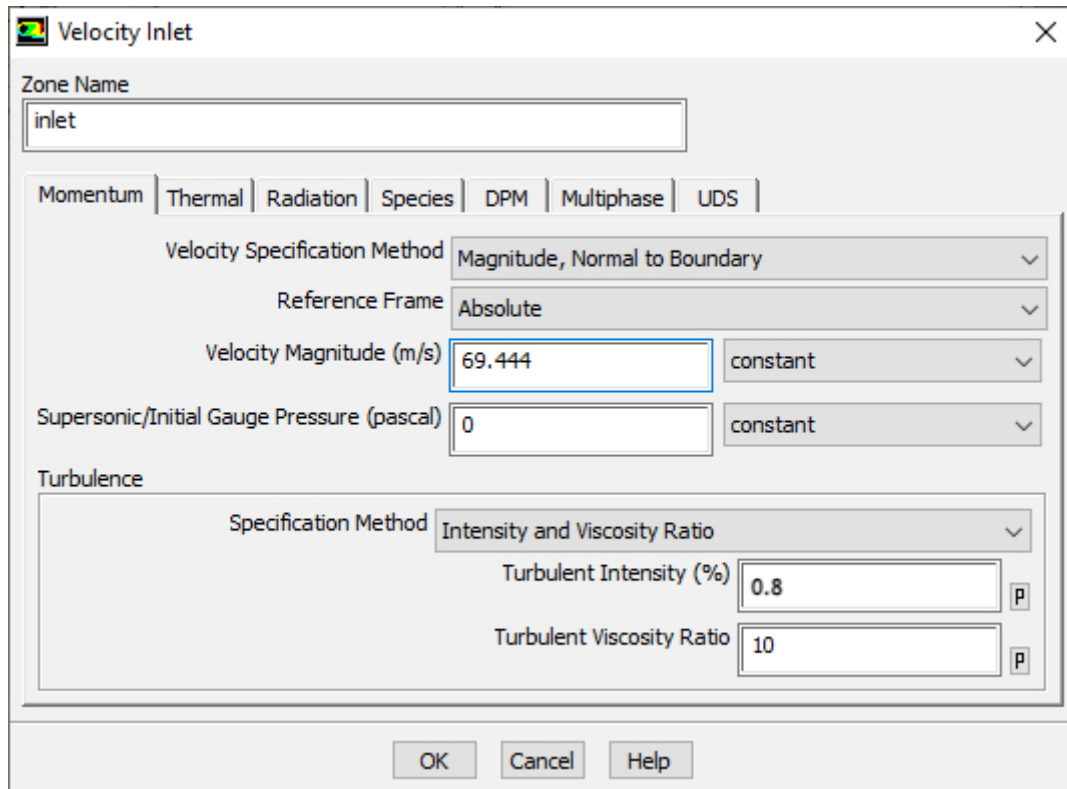 Velocity Inlet
Zone Name
inlet
Momentum Thermal Radiation Species DPM Multiphase UDS
Velocity Specification Method Magnitude, Normal to Boundary
Reference Frame Absolute
Velocity Magnitude (m/s) 69.444 constant
Supersonic/Initial Gauge Pressure (pascal) 0 constant
Turbulence
Specification Method Intensity and Viscosity Ratio
Turbulent Intensity (%) 0.8 P
Turbulent Viscosity Ratio 10 P
OK Cancel Help